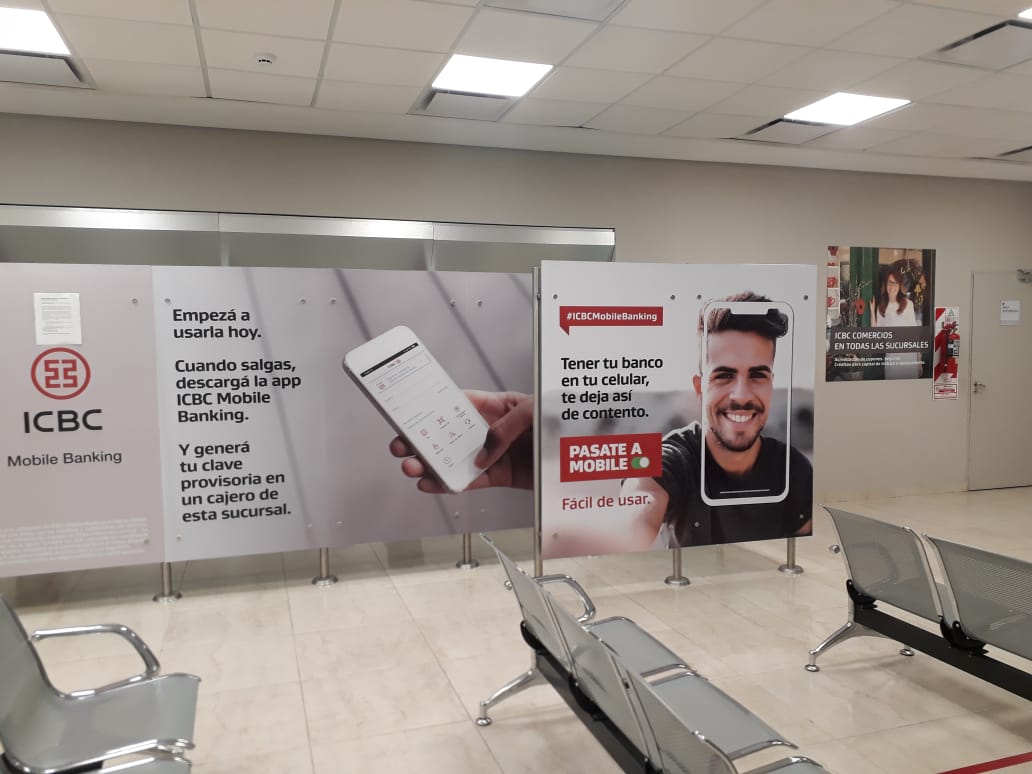 ICBC
Mobile Banking
Empezá a
usarla hoy.
Cuando salgas,
descargá la app
ICBC Mobile
Banking.
Y generá
tu clave
provisoria en
un cajero de
esta sucursal.
#ICBCMobileBanking
Tener tu banco
en tu celular,
te deja así
de contento.
PASATE A
MOBILE
Fácil de usar.
ICBC COMERCIOS
EN TODAS LAS SUCURSALES